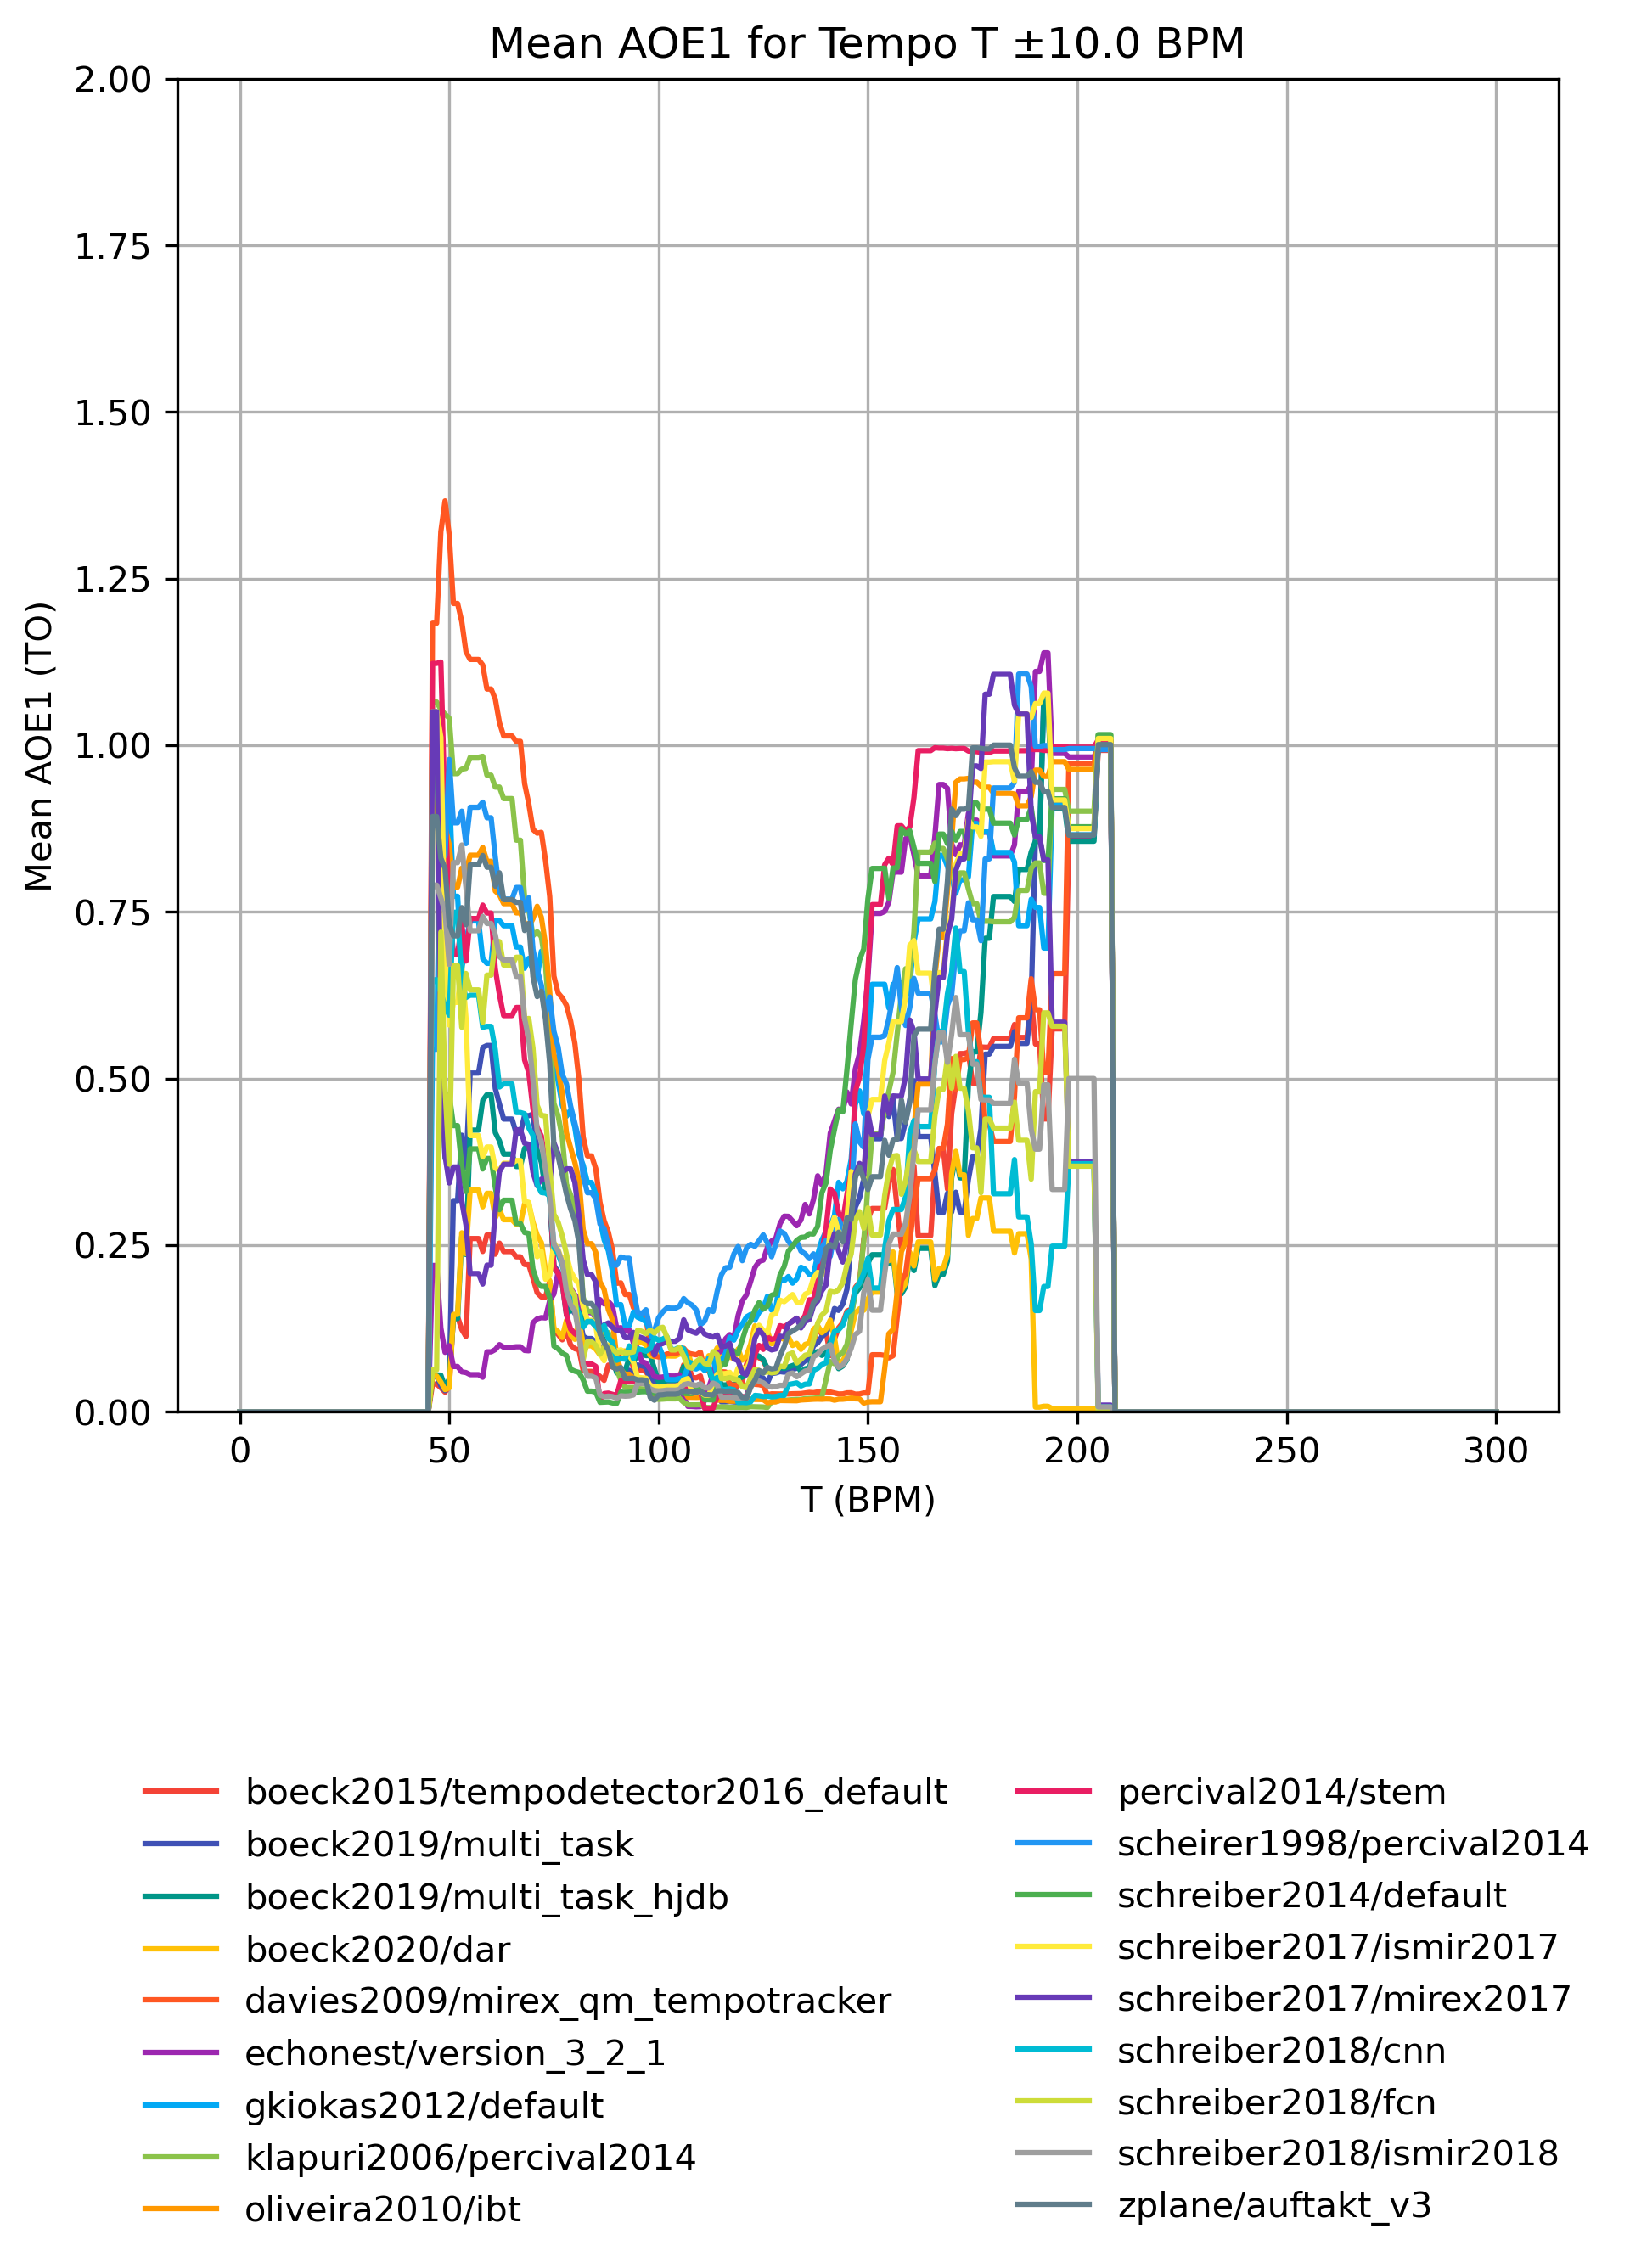 Mean AOE1 for Tempo T ±10.0 BPM
2.00
1.75
1.50
1.25
1.00
0.75
0.50
0.25
0.00
Mean AOE1 (TO)
0 50 100 150 200 250 300
T (BPM)
boeck2015/tempodetector2016_default
boeck2019/multi_task
boeck2019/multi_task_hjdb
boeck2020/dar
davies2009/mirex_qm_tempotracker
echonest/version_3_2_1
gkiokas2012/default
klapuri2006/percival2014
oliveira2010/ibt
percival2014/stem
scheirer1998/percival2014
schreiber2014/default
schreiber2017/ismir2017
schreiber2017/mirex2017
schreiber2018/cnn
schreiber2018/fcn
schreiber2018/ismir2018
zplane/auftakt_v3